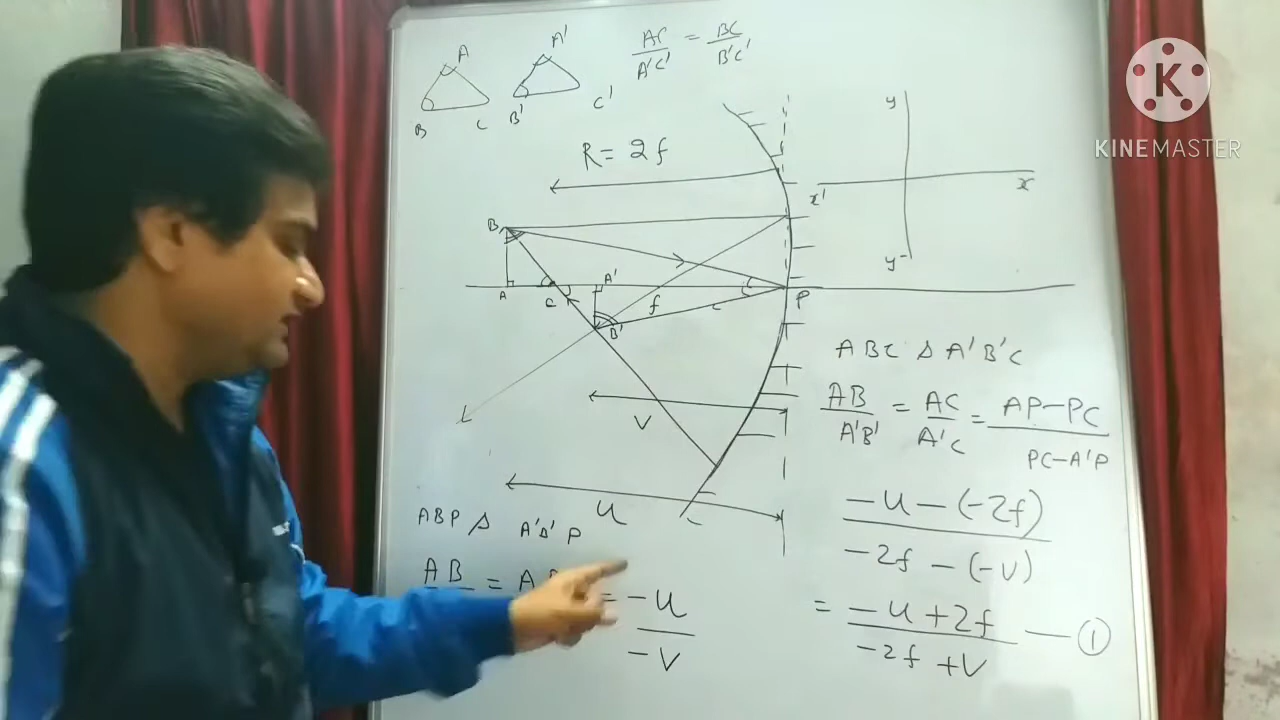 A A' AC/A'C' = BC/B'C'
B C B' C'
K
KINEMASTER
R = 2f
y
x' x
y-
B
A C A' f P
B'
V
u
ABC Δ A'B'C
AB/A'B' = AC/A'C = AP-PC/PC-A'P
-u-(-2f)/-2f-(-v)
= -u+2f/-2f+v — ①
ABP Δ A'B'P
AB = A = -u/-v